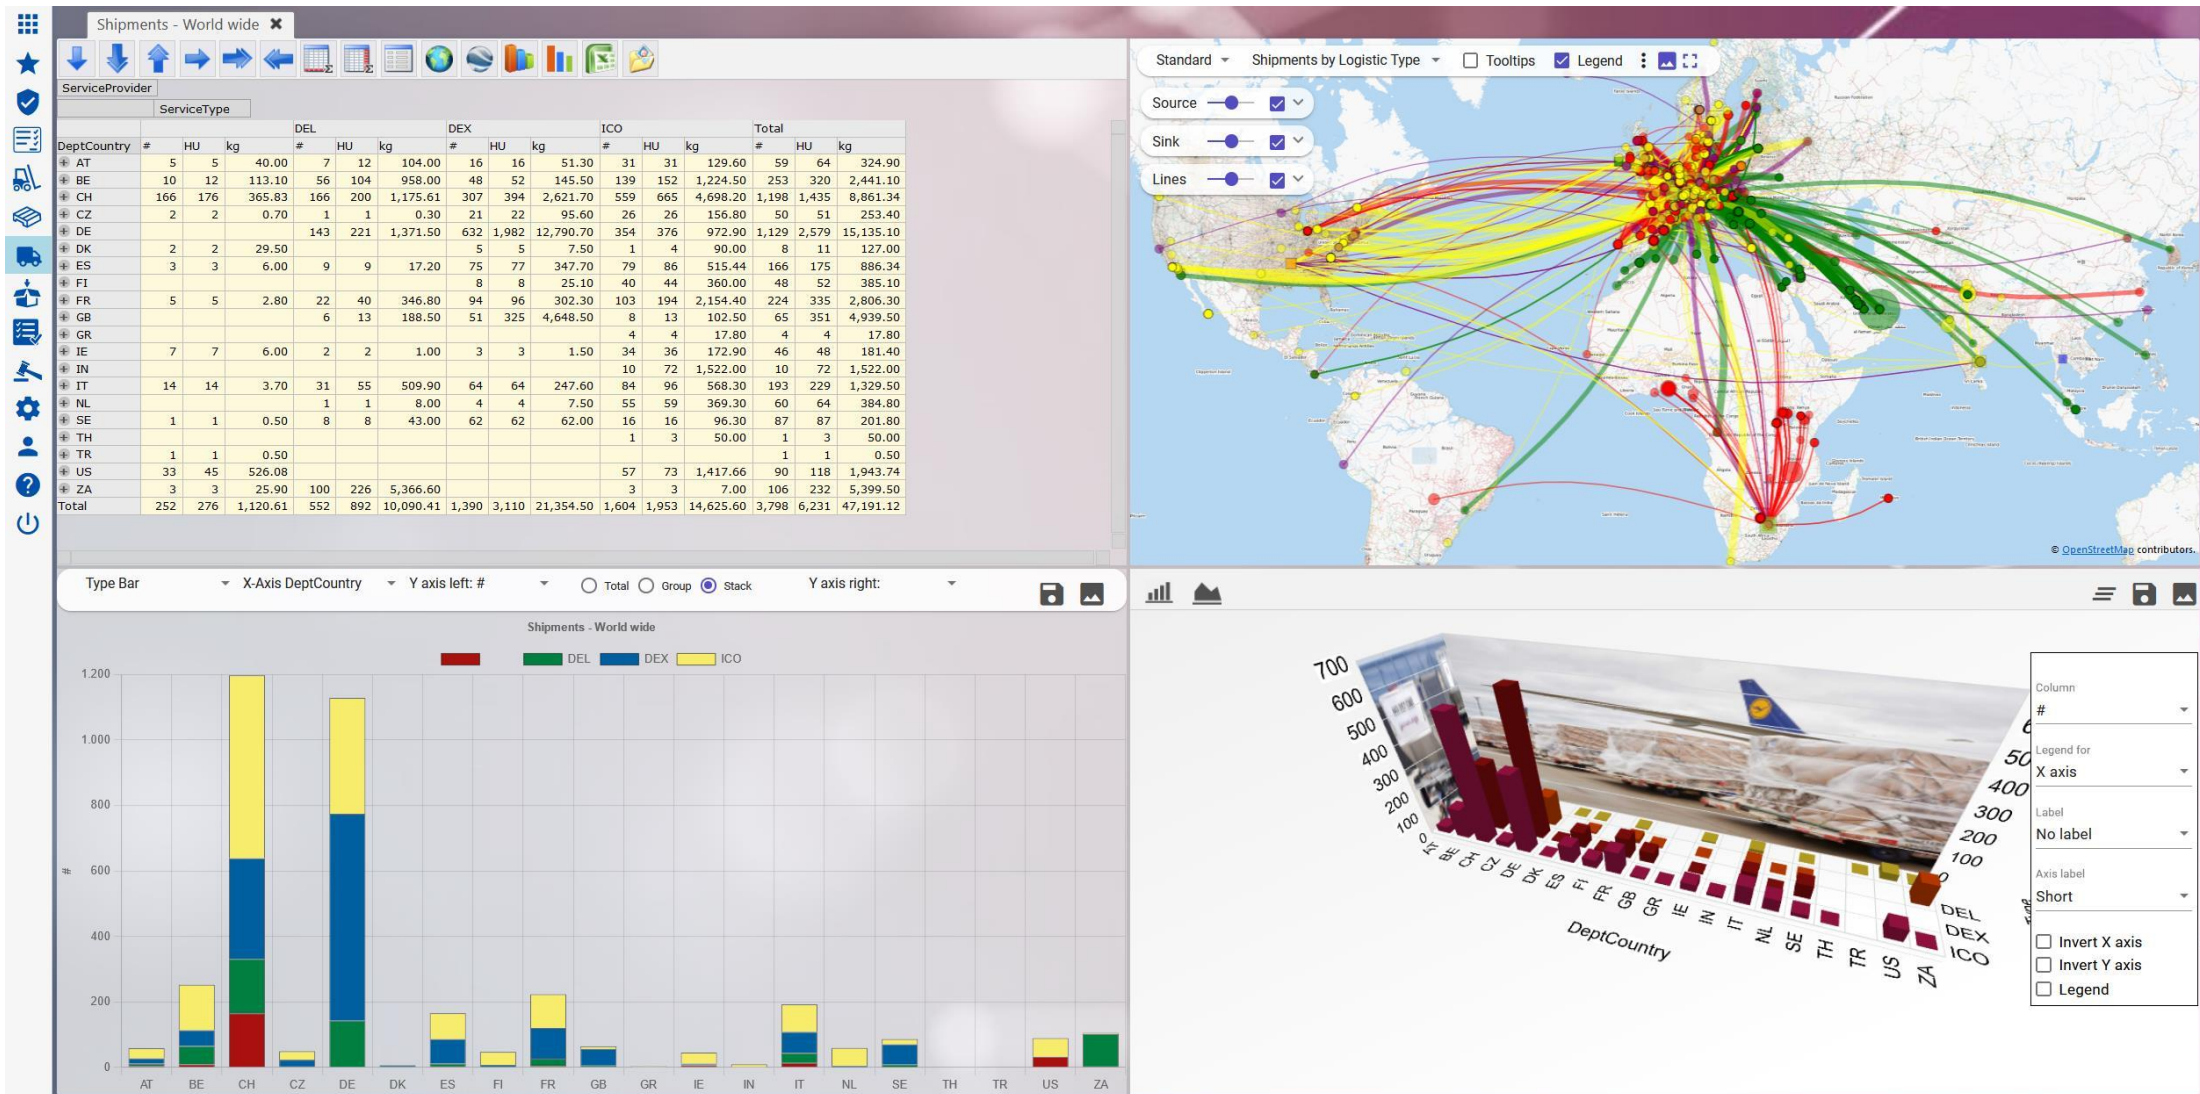 Shipments - World wide
ServiceProvider
ServiceType
DEL DEX ICO Total
DeptCountry # HU kg # HU kg # HU kg # HU kg # HU kg
AT 5 5 40.00 7 12 104.00 16 16 51.30 31 31 129.60 59 64 324.90
BE 10 12 113.10 56 104 958.00 48 52 145.50 139 152 1,224.50 253 320 2,441.10
CH 166 176 365.83 166 200 1,175.61 307 394 2,621.70 559 665 4,698.20 1,198 1,435 8,861.34
CZ 2 2 0.70 1 1 0.30 21 22 95.60 26 26 156.80 50 51 253.40
DE 143 221 1,371.50 632 1,982 12,790.70 354 376 972.90 1,129 2,579 15,135.10
DK 2 2 29.50 5 5 7.50 1 4 90.00 8 11 127.00
ES 3 3 6.00 9 9 17.20 75 77 347.70 79 86 515.44 166 175 886.34
FI 8 8 25.10 40 44 360.00 48 52 385.10
FR 5 5 2.80 22 40 346.80 94 96 302.30 103 194 2,154.40 224 335 2,806.30
GB 6 13 188.50 51 325 4,648.50 8 13 102.50 65 351 4,939.50
GR 4 4 17.80 4 4 17.80
IE 7 7 6.00 2 2 1.00 3 3 1.50 34 36 172.90 46 48 181.40
IN 10 72 1,522.00 10 72 1,522.00
IT 14 14 3.70 31 55 509.90 64 64 247.60 84 96 568.30 193 229 1,329.50
NL 1 1 8.00 4 4 7.50 55 59 369.30 60 64 384.80
SE 1 1 0.50 8 8 43.00 62 62 62.00 16 16 96.30 87 87 201.80
TH 1 3 50.00 1 3 50.00
TR 1 1 0.50 1 1 0.50
US 33 45 526.08 57 73 1,417.66 90 118 1,943.74
ZA 3 3 25.90 100 226 5,366.60 3 3 7.00 106 232 5,399.50
Total 252 276 1,120.61 552 892 10,090.41 1,390 3,110 21,354.50 1,604 1,953 14,625.60 3,798 6,231 47,191.12
Standard Shipments by Logistic Type Tooltips Legend
Source
Sink
Lines
© OpenStreetMap contributors.
Type Bar X-Axis DeptCountry Y axis left: # Total Group Stack Y axis right:
Shipments - World wide
DEL DEX ICO
1.200
1.000
800
600
400
200
0
#
AT BE CH CZ DE DK ES FI FR GB GR IE IN IT NL SE TH TR US ZA
700
600
500
400
300
200
100
0
AT BE CH CZ DE DK ES FI FR GB GR IE IN IT NL SE TH TR US ZA
DeptCountry
400
300
200
100
0
DEL
DEX
ICO
Column
#
Legend for
X axis
Label
No label
Axis label
Short
Invert X axis
Invert Y axis
Legend